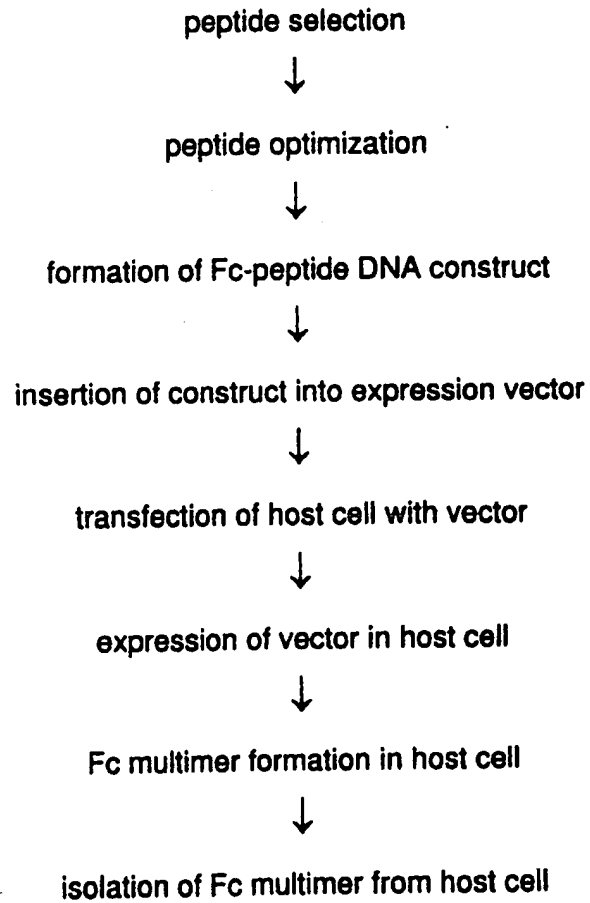 peptide selection
↓
peptide optimization
↓
formation of Fc-peptide DNA construct
↓
insertion of construct into expression vector
↓
transfection of host cell with vector
↓
expression of vector in host cell
↓
Fc multimer formation in host cell
↓
isolation of Fc multimer from host cell